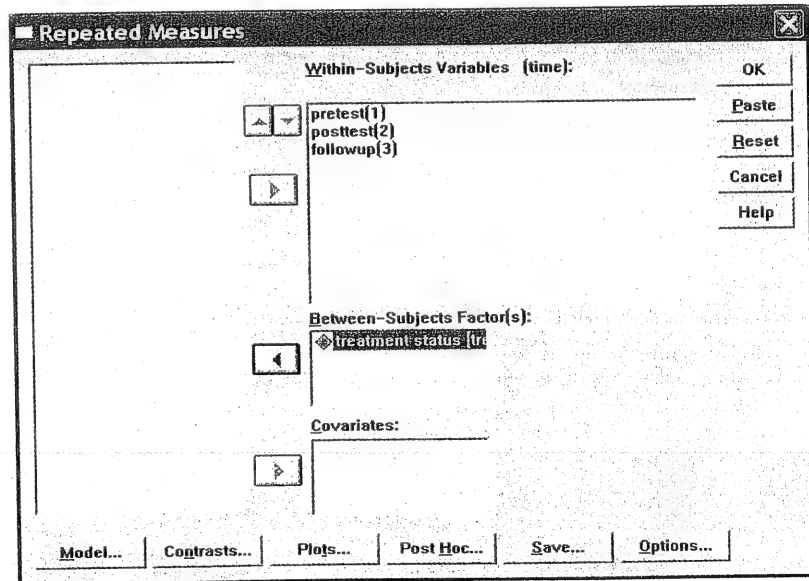 Repeated Measures
Within-Subjects Variables (time):
pretest(1)
posttest(2)
followup(3)
Between-Subjects Factor(s):
treatment status (tre
Covariates:
OK
Paste
Reset
Cancel
Help
Model...
Contrasts...
Plots...
Post Hoc...
Save...
Options...